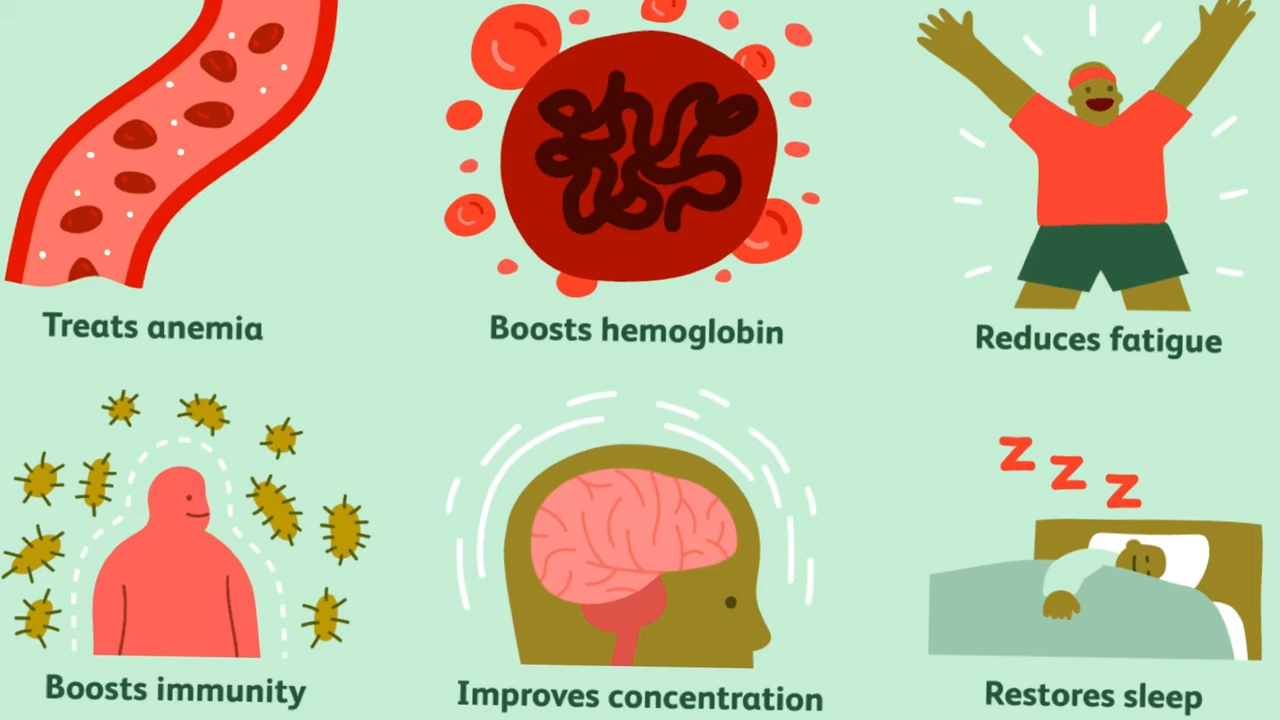 Treats anemia
Boosts hemoglobin
Reduces fatigue
z z z
Boosts immunity
Improves concentration
Restores sleep